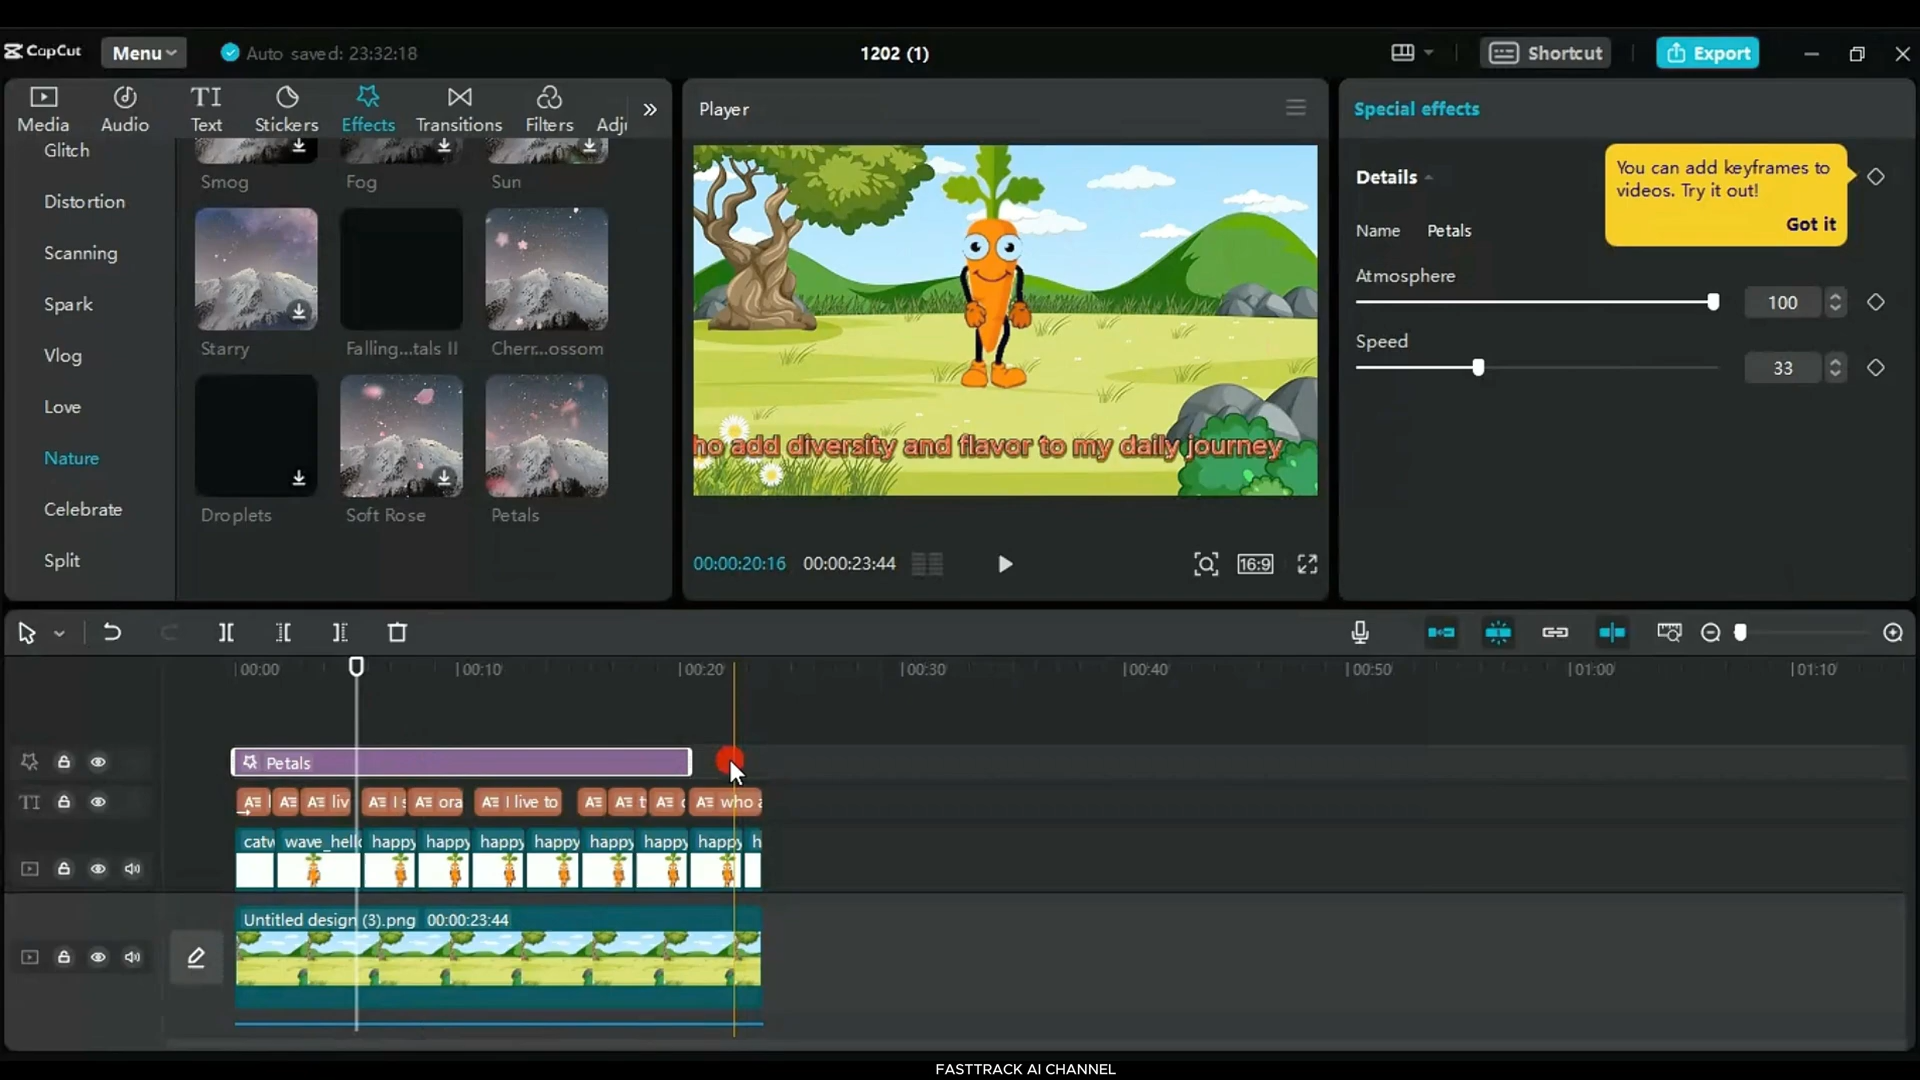 CapCut
Menu
Auto saved: 23:32:18
1202 (1)
Shortcut
Export
Media
Audio
Text
Stickers
Effects
Transitions
Filters
Glitch
Distortion
Scanning
Spark
Vlog
Love
Nature
Celebrate
Split
Smog
Fog
Sun
Starry
Falling...tals II
Cherr...ossom
Droplets
Soft Rose
Petals
Player
ho add diversity and flavor to my daily journey
00:00:20:16
00:00:23:44
16:9
Special effects
Details
You can add keyframes to
videos. Try it out!
Got it
Name Petals
Atmosphere
100
Speed
33
00:00
00:10
00:20
00:30
00:40
00:50
01:00
01:10
Petals
liv
I s
ora
I live to
t
who a
catw
wave_hell
happy
happy
happy
happy
happy
happy
happy
h
Untitled design (3).png 00:00:23:44
FASTTRACK AI CHANNEL